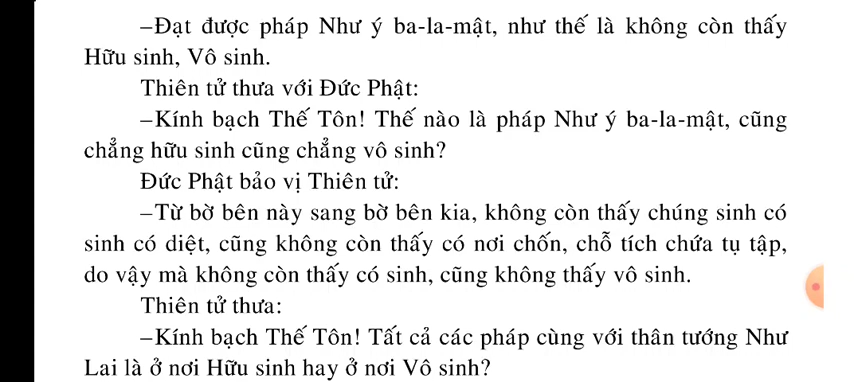 –Đạt được pháp Như ý ba-la-mật, như thế là không còn thấy
Hữu sinh, Vô sinh.
Thiên tử thưa với Đức Phật:
–Kính bạch Thế Tôn! Thế nào là pháp Như ý ba-la-mật, cũng
chẳng hữu sinh cũng chẳng vô sinh?
Đức Phật bảo vị Thiên tử:
–Từ bờ bên này sang bờ bên kia, không còn thấy chúng sinh có
sinh có diệt, cũng không còn thấy có nơi chốn, chỗ tích chứa tụ tập,
do vậy mà không còn thấy có sinh, cũng không thấy vô sinh.
Thiên tử thưa:
–Kính bạch Thế Tôn! Tất cả các pháp cùng với thân tướng Như
Lai là ở nơi Hữu sinh hay ở nơi Vô sinh?